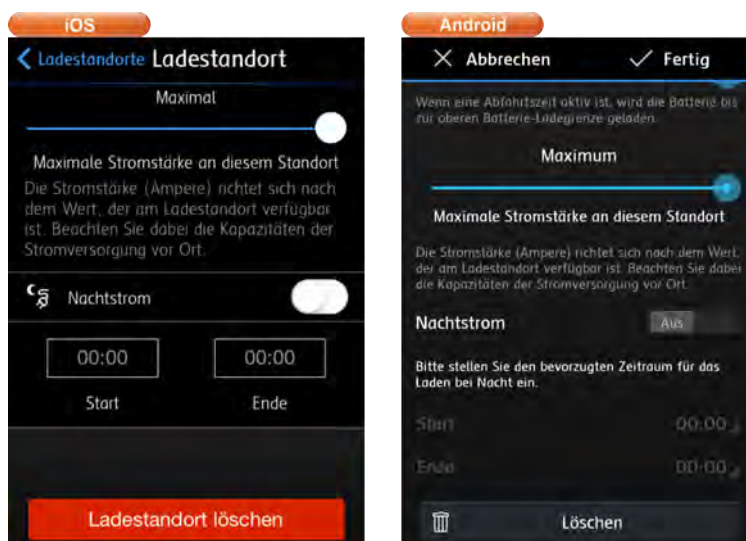 iOS
Ladestandorte Ladestandort
Maximal
Maximale Stromstärke an diesem Standort
Die Stromstärke (Ampere) richtet sich nach
dem Wert, der am Ladestandort verfügbar
ist. Beachten Sie dabei die Kapazitäten der
Stromversorgung vor Ort.
Nachtstrom
00:00 00:00
Start Ende
Ladestandort löschen
Android
Abbrechen Fertig
Wenn eine Abfahrtszeit aktiv ist, wird die Batterie bis
zur oberen Batterie-Ladegrenze geladen.
Maximum
Maximale Stromstärke an diesem Standort
Die Stromstärke (Ampere) richtet sich nach dem Wert,
der am Ladestandort verfügbar ist. Beachten Sie dabei
die Kapazitäten der Stromversorgung vor Ort.
Nachtstrom Aus
Bitte stellen Sie den bevorzugten Zeitraum für das
Laden bei Nacht ein.
Start 00:00
Ende 00:00
Löschen